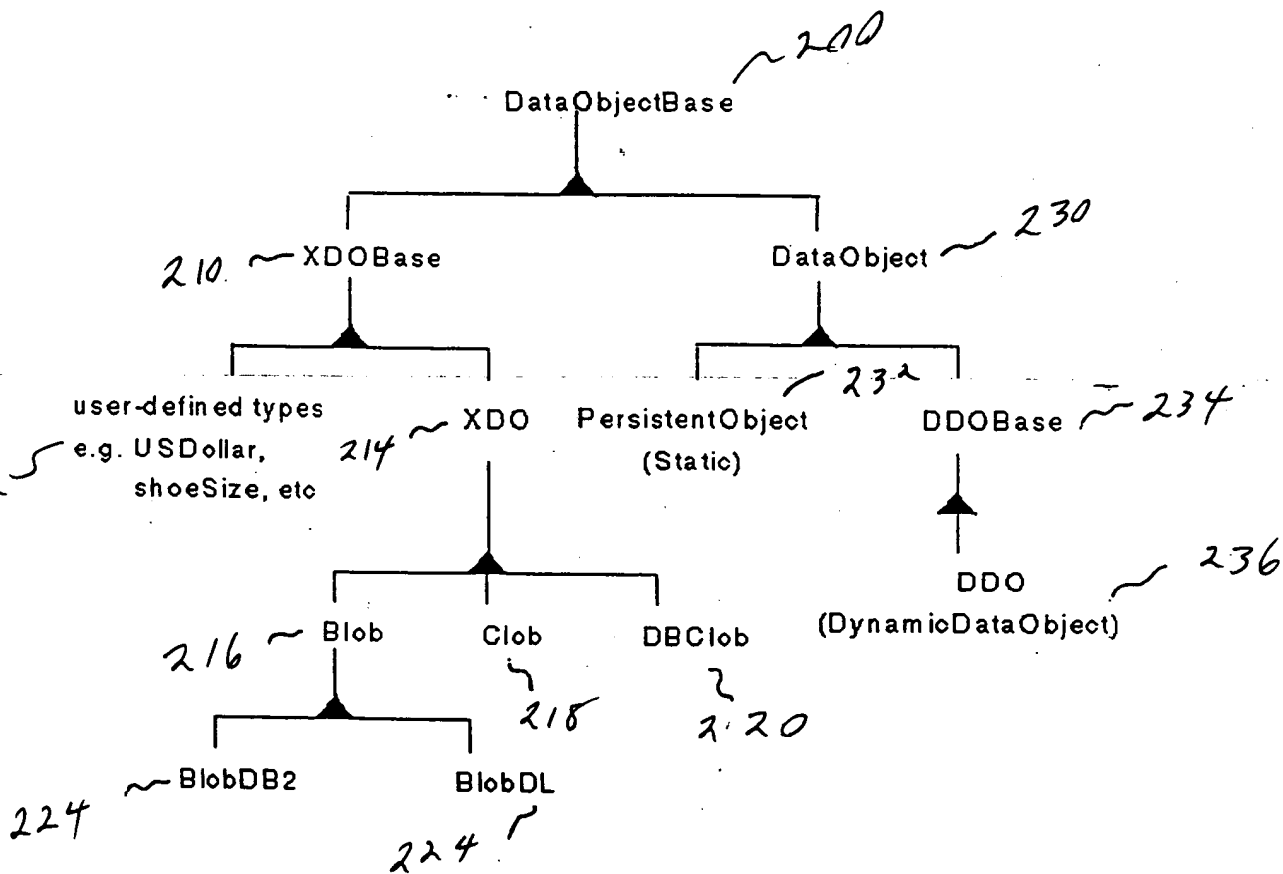 200
DataObjectBase
230
210. XDOBase DataObject
232
user-defined types XDO PersistentObject DDOBase 234
e.g. USDollar, 214 (Static)
shoeSize, etc
236
DDO
216 Blob Clob DBClob (DynamicDataObject)
218 220
BlobDB2 BlobDL
224 224